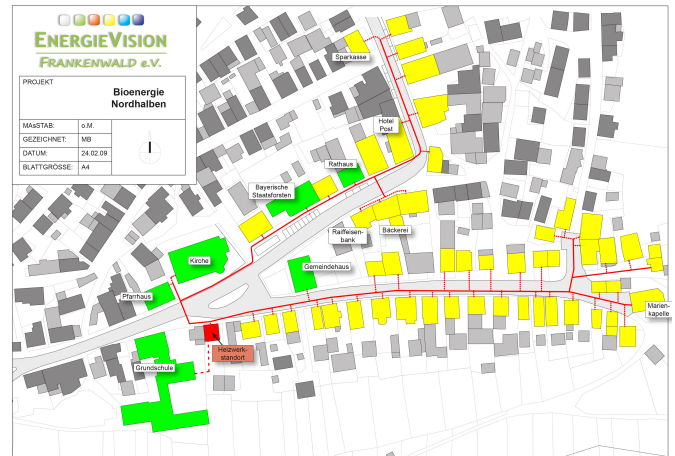 ENERGIEVISION
FRANKENWALD e.V.
PROJEKT
Bioenergie
Nordhalben
MAßSTAB: o.M.
GEZEICHNET: MB
DATUM: 24.02.09
BLATTGRÖSSE: A4
Sparkasse
Hotel
Post
Rathaus
Bayerische
Staatsforsten
Raiffeisen-
bank
Bäckerei
Kirche
Gemeindehaus
Pfarrhaus
Marien-
kapelle
Heizwerk-
standort
Grundschule